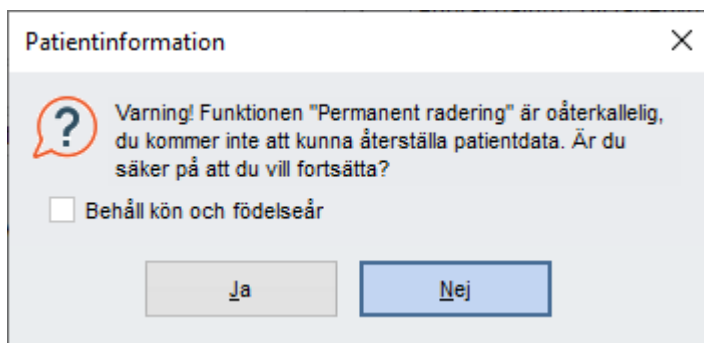 Patientinformation
Varning! Funktionen "Permanent radering" är oåterkallelig,
du kommer inte att kunna återställa patientdata. Är du
säker på att du vill fortsätta?
Behåll kön och födelseår
Ja
Nej